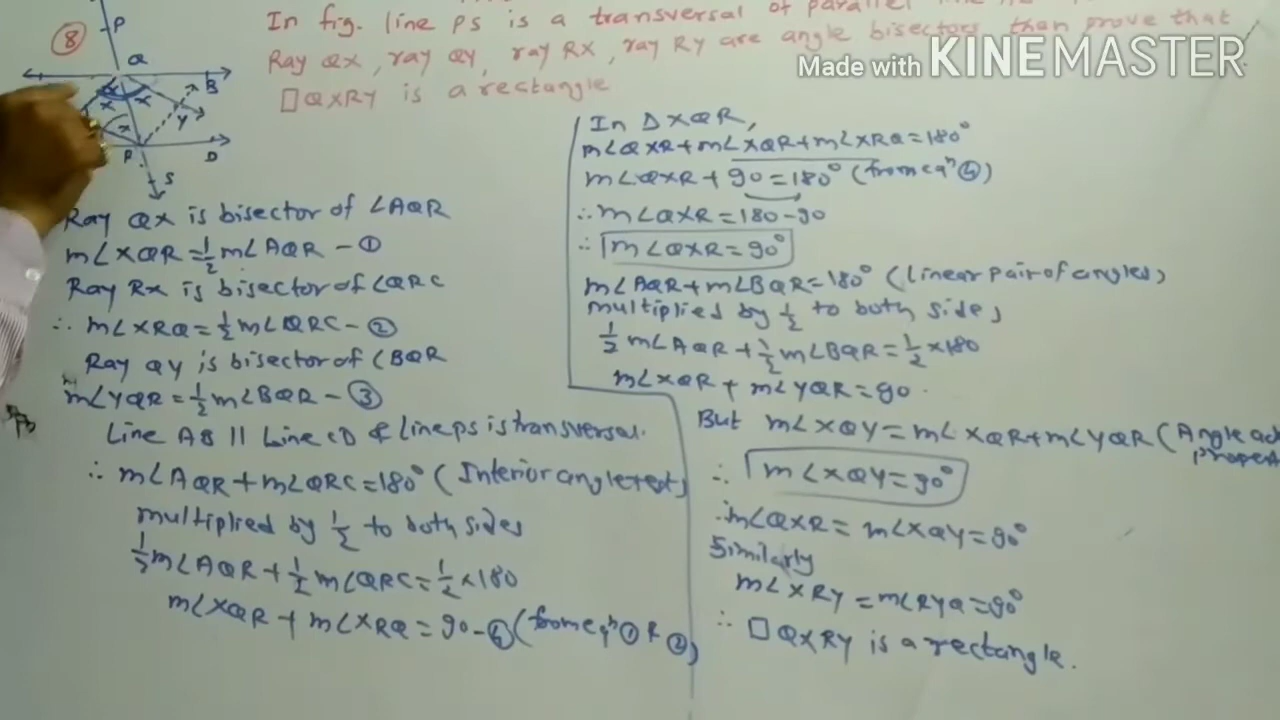 8
In fig. line PS is a transversal of parallel line
Ray QX, ray QY, ray RX, ray RY are angle bisectors then prove that
□QXRY is a rectangle
Made with KINEMASTER
P
Q
B
x x
x
Y
R
D
S
Ray QX is bisector of ∠AQR
m∠XQR = 1/2 m∠AQR - ①
Ray RX is bisector of ∠QRC
∴ m∠XRQ = 1/2 m∠QRC - ②
Ray QY is bisector of ∠BQR
m∠YQR = 1/2 m∠BQR - ③
Line AB || Line CD & Line PS is transversal.
∴ m∠AQR + m∠QRC = 180° (Interior angle test)
multiplied by 1/2 to both sides
1/2 m∠AQR + 1/2 m∠QRC = 1/2 × 180
m∠XQR + m∠XRQ = 90 - ④ (from eqⁿ ① & ②)
In Δ XQR,
m∠QXR + m∠XQR + m∠XRQ = 180°
m∠QXR + 90 = 180° (from eqⁿ ④)
∴ m∠QXR = 180 - 90
∴ m∠QXR = 90°
m∠AQR + m∠BQR = 180° (Linear pair of angles)
multiplied by 1/2 to both sides
1/2 m∠AQR + 1/2 m∠BQR = 1/2 × 180
m∠XQR + m∠YQR = 90.
But m∠XQY = m∠XQR + m∠YQR (Angle ad
propert
∴ m∠XQY = 90°
∴ m∠QXR = m∠XQY = 90°
Similarly
m∠XRY = m∠RYQ = 90°
∴ □QXRY is a rectangle.